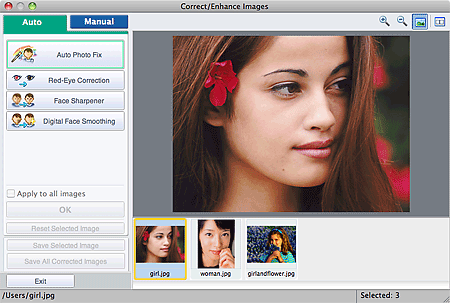 Correct/Enhance Images
Auto
Manual
Auto Photo Fix
Red-Eye Correction
Face Sharpener
Digital Face Smoothing
Apply to all images
OK
Reset Selected Image
Save Selected Image
Save All Corrected Images
Exit
girl.jpg
woman.jpg
girlandflower.jpg
/Users/girl.jpg
Selected: 3